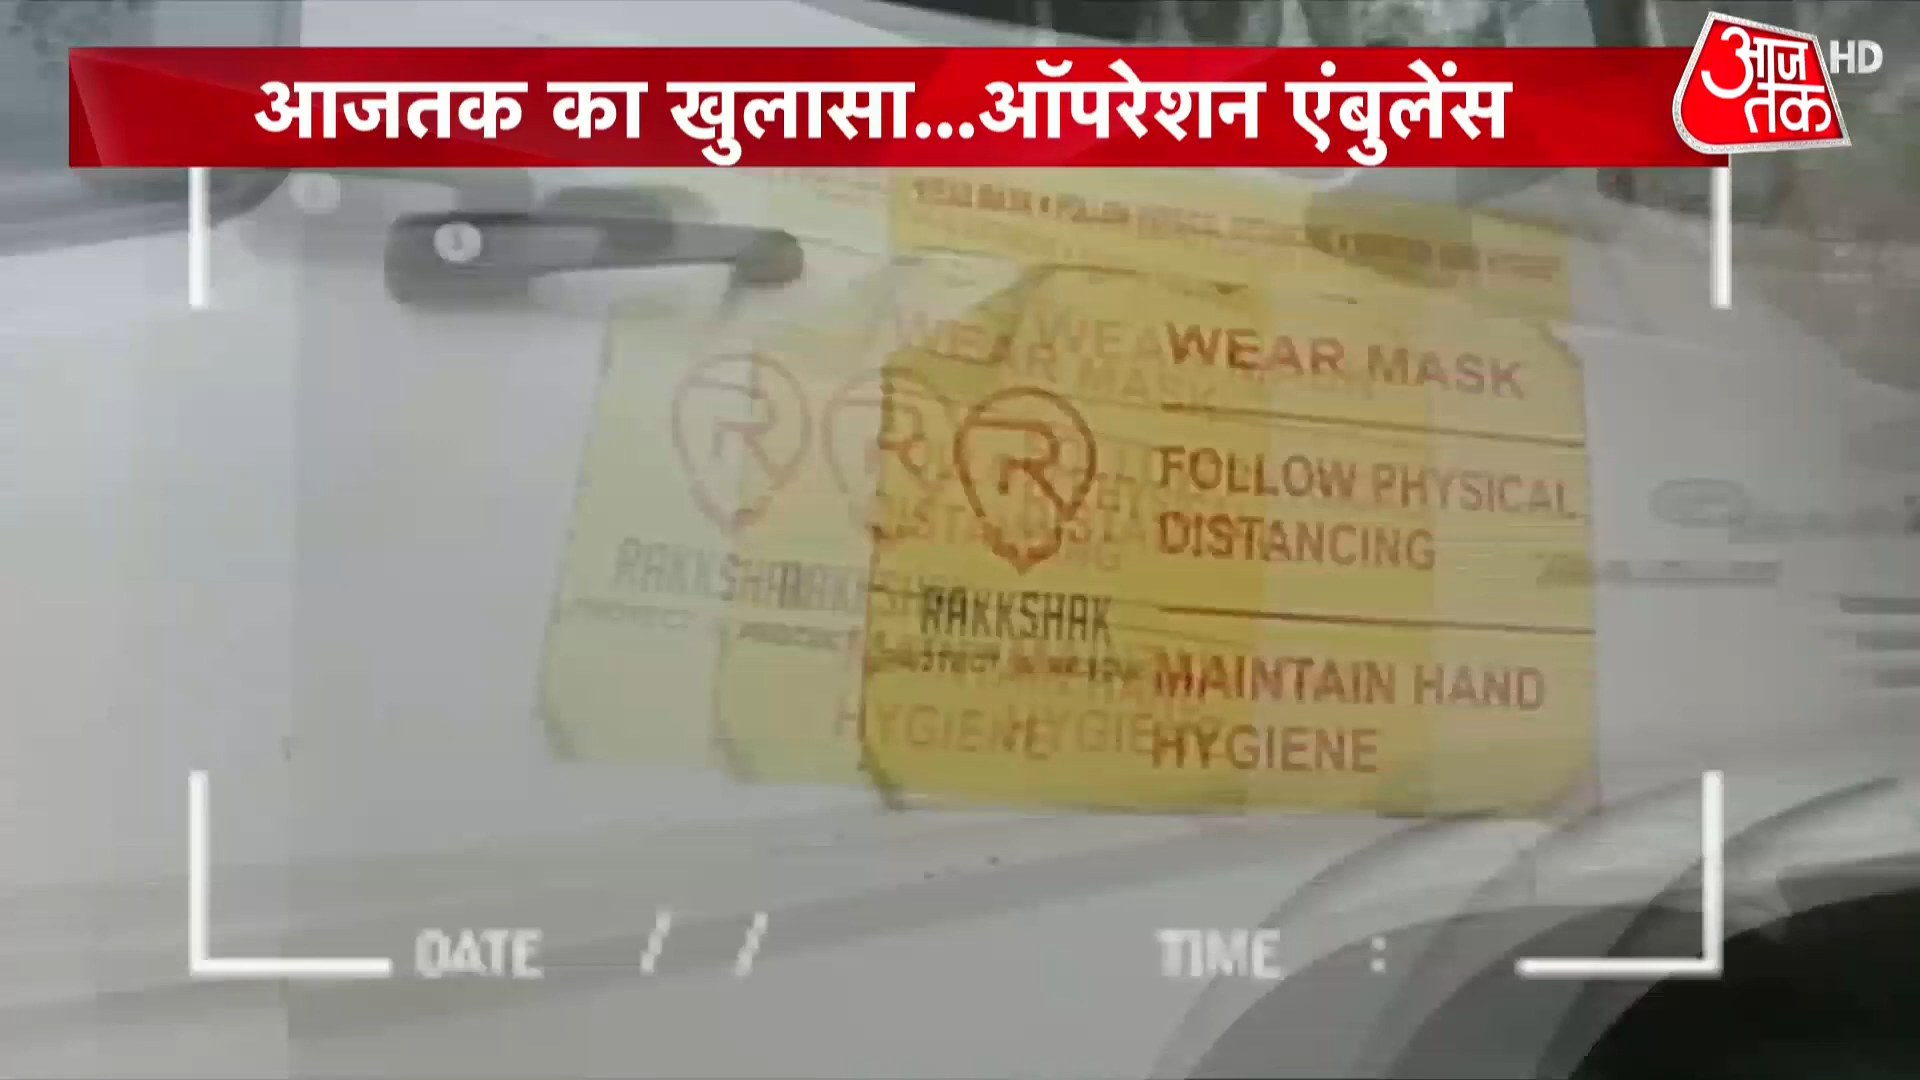 आजतक का खुलासा...ऑपरेशन एंबुलेंस
आज तक HD
WEAR MASK
FOLLOW PHYSICAL
DISTANCING
RAKKSHAK
MAINTAIN HAND
HYGIENE
DATE / / TIME :